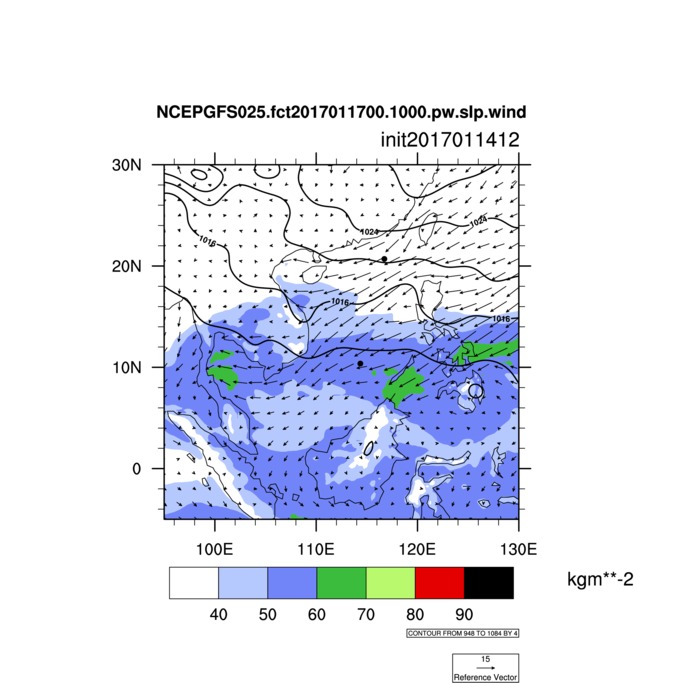 NCEPGFS025.fct2017011700.1000.pw.slp.wind
init2017011412
30N
1024
1024
1016
20N
1016
1016
10N
0
100E 110E 120E 130E
kgm**-2
40 50 60 70 80 90
CONTOUR FROM 948 TO 1084 BY 4
15
Reference Vector